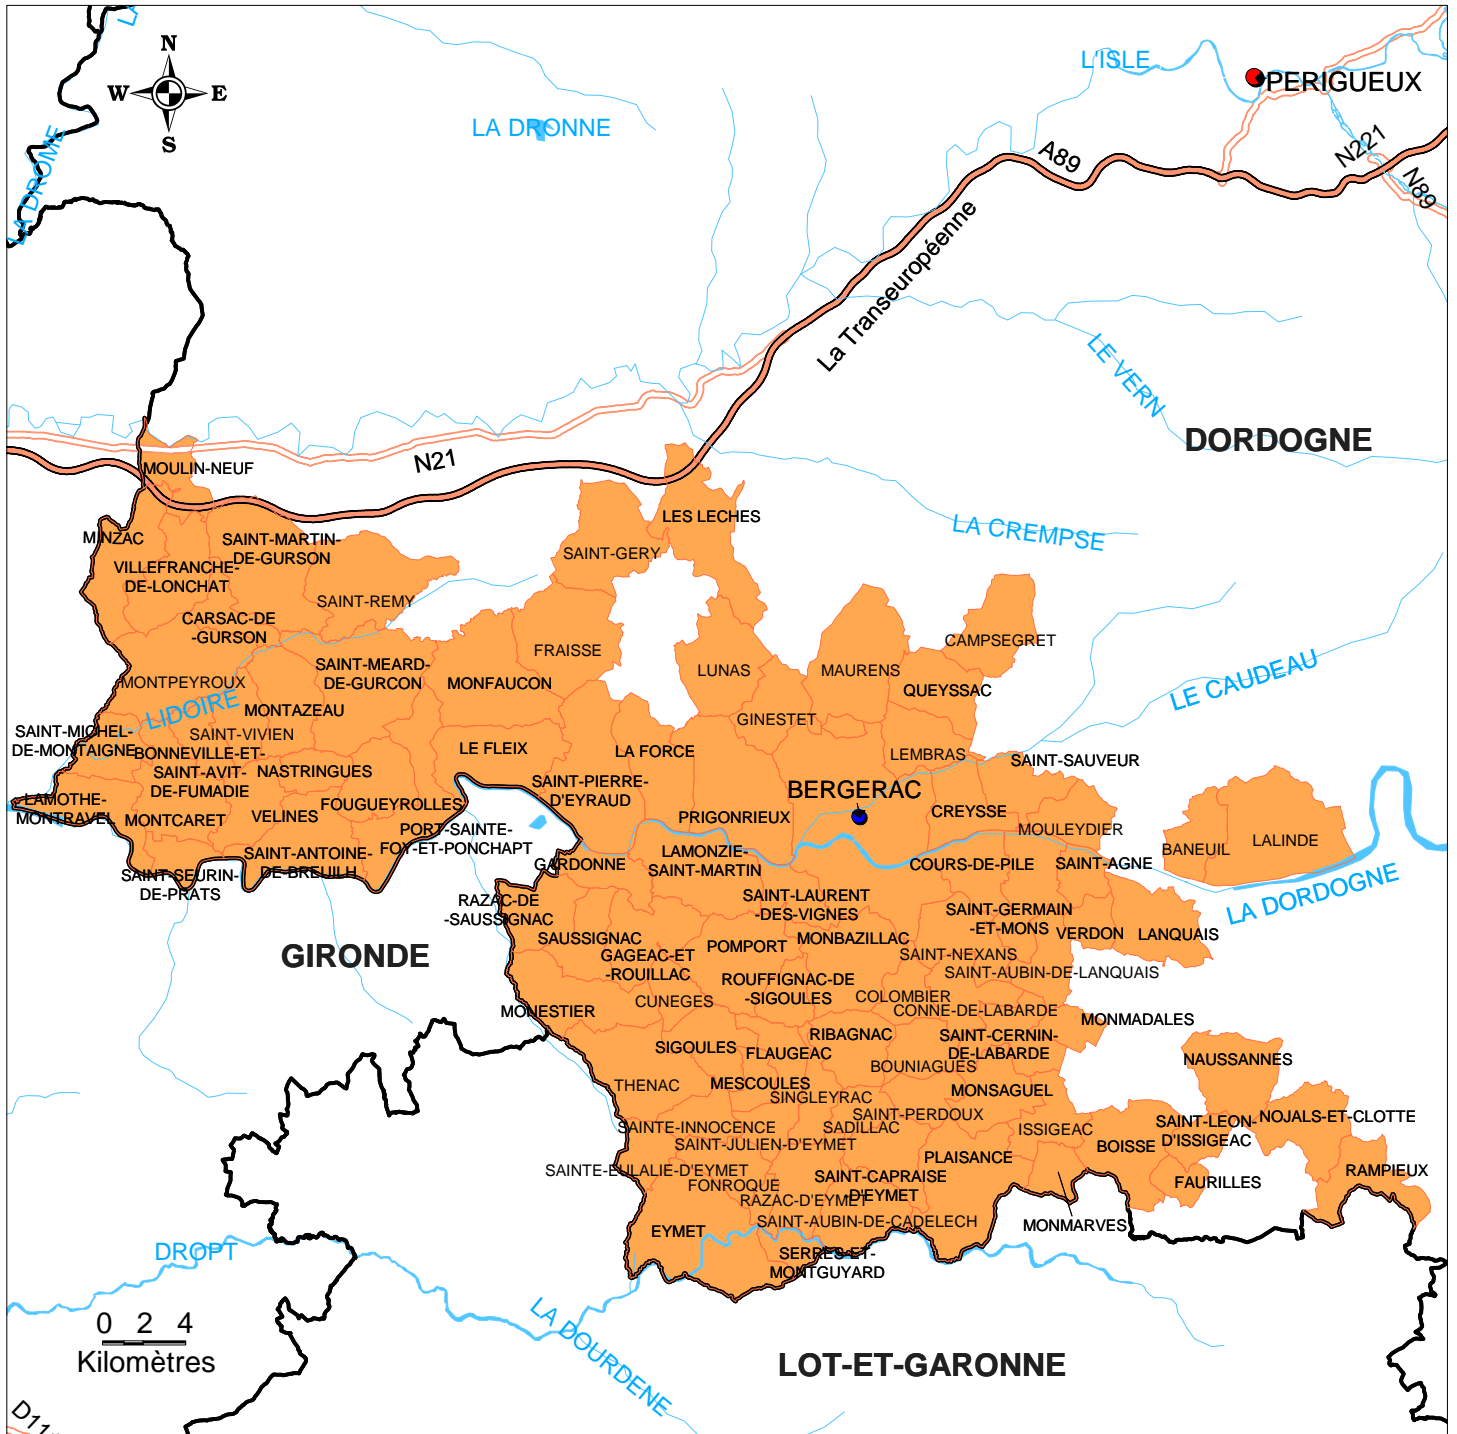 N
W
E
S
L'ISLE
PERIGUEUX
LA DRONNE
LA DROME
A89
N221
N89
La Transeuropéenne
LE VERN
DORDOGNE
N21
MOULIN-NEUF
LES LECHES
LA CREMPSE
MINZAC
SAINT-MARTIN-
DE-GURSON
SAINT-GERY
VILLEFRANCHE-
DE-LONCHAT
SAINT-REMY
CARSAC-DE
-GURSON
CAMPSEGRET
FRAISSE
SAINT-MEARD-
DE-GURCON
MONFAUCON
LUNAS
MAURENS
QUEYSSAC
LE CAUDEAU
MONTPEYROUX
LIDOIRE
MONTAZEAU
GINESTET
SAINT-MICHEL-
DE-MONTAIGNE
SAINT-VIVIEN
BONNEVILLE-ET-
SAINT-AVIT-
DE-FUMADIE
NASTRINGUES
LE FLEIX
LA FORCE
LEMBRAS
SAINT-SAUVEUR
SAINT-PIERRE-
D'EYRAUD
BERGERAC
LAMOTHE-
MONTRAVEL
MONTCARET
VELINES
FOUGUEYROLLES
PRIGONRIEUX
CREYSSE
MOULEYDIER
PORT-SAINTE-
FOY-ET-PONCHAPT
BANEUIL
LALINDE
SAINT-ANTOINE-
DE-BREUILH
GARDONNE
LAMONZIE-
SAINT-MARTIN
COURS-DE-PILE
SAINT-AGNE
SAINT-SEURIN-
DE-PRATS
LA DORDOGNE
RAZAC-DE
-SAUSSIGNAC
SAINT-LAURENT
-DES-VIGNES
SAINT-GERMAIN
-ET-MONS
VERDON
LANQUAIS
GIRONDE
SAUSSIGNAC
GAGEAC-ET
-ROUILLAC
POMPORT
MONBAZILLAC
SAINT-NEXANS
SAINT-AUBIN-DE-LANQUAIS
ROUFFIGNAC-DE
-SIGOULES
CUNEGES
COLOMBIER
CONNE-DE-LABARDE
MONESTIER
MONMADALES
SIGOULES
FLAUGEAC
RIBAGNAC
SAINT-CERNIN-
DE-LABARDE
NAUSSANNES
BOUNIAGUES
THENAC
MESCOULES
SINGLEYRAC
MONSAGUEL
SAINT-PERDOUX
SAINTE-INNOCENCE
SADILLAC
ISSIGEAC
SAINT-LEON-
D'ISSIGEAC
NOJALS-ET-CLOTTE
SAINT-JULIEN-D'EYMET
BOISSE
PLAISANCE
SAINTE-EULALIE-D'EYMET
FONROQUE
SAINT-CAPRAISE
D'EYMET
FAURILLES
RAMPIEUX
RAZAC-D'EYMET
EYMET
SAINT-AUBIN-DE-CADELECH
MONMARVES
SERRES-ET-
MONTGUYARD
DROPT
LA DOURDENE
0 2 4
Kilomètres
LOT-ET-GARONNE